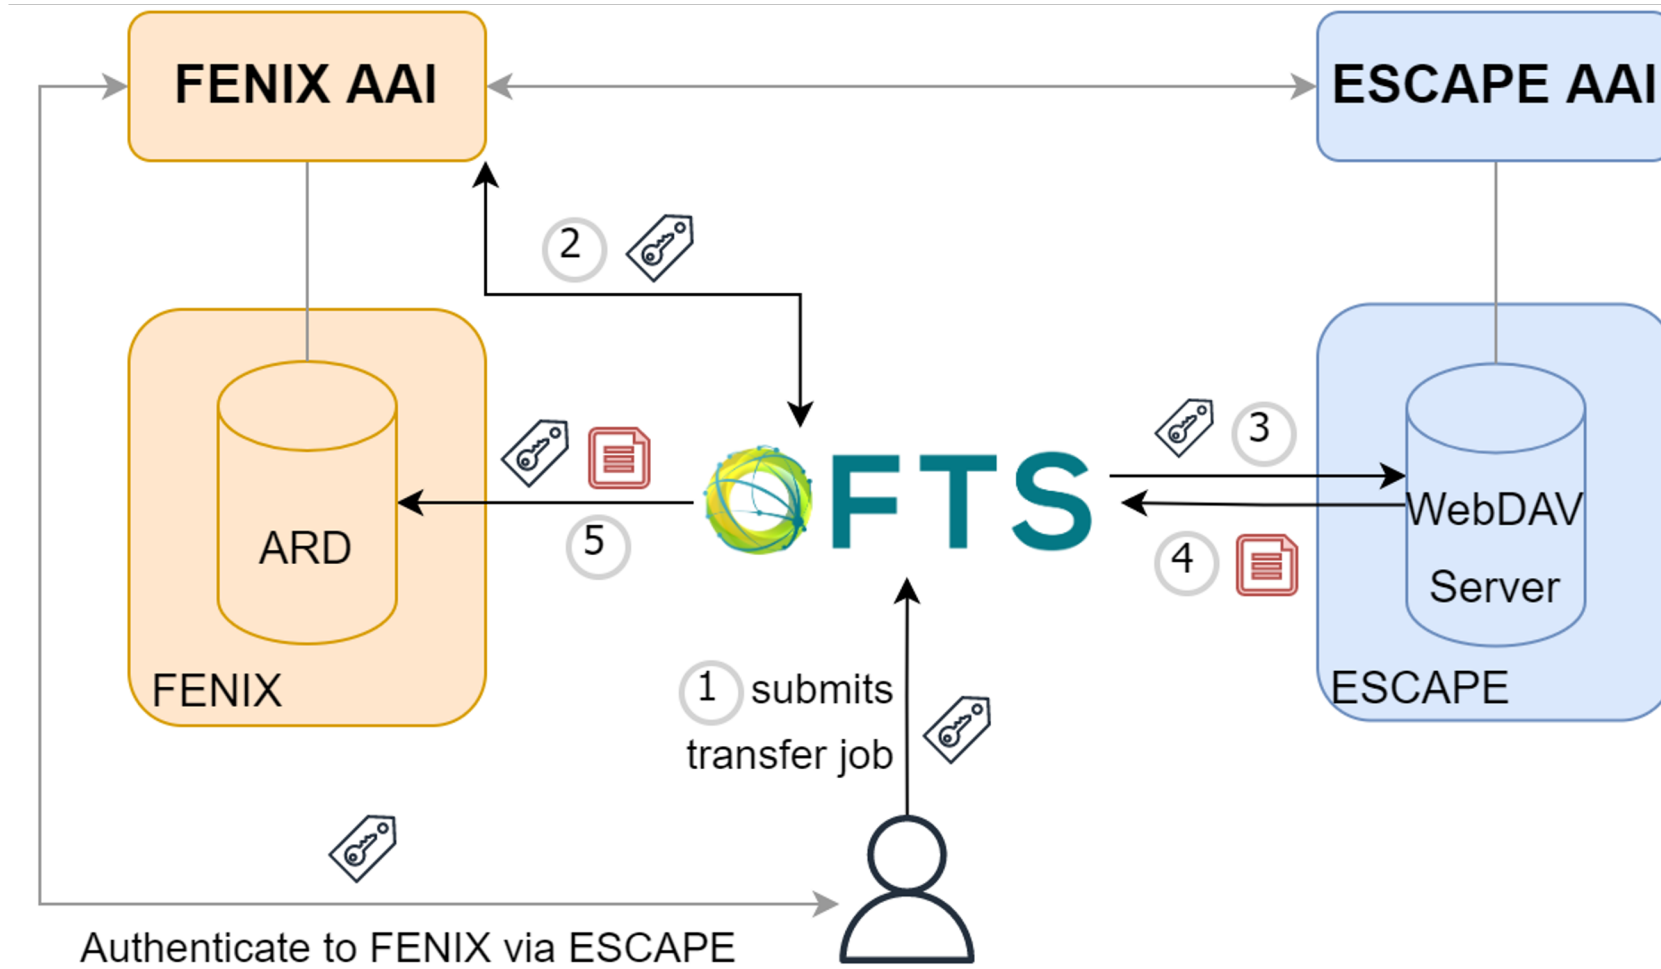 FENIX AAI
ESCAPE AAI
2
3
FTS
5
4
ARD
WebDAV
Server
FENIX
ESCAPE
1 submits
transfer job
Authenticate to FENIX via ESCAPE